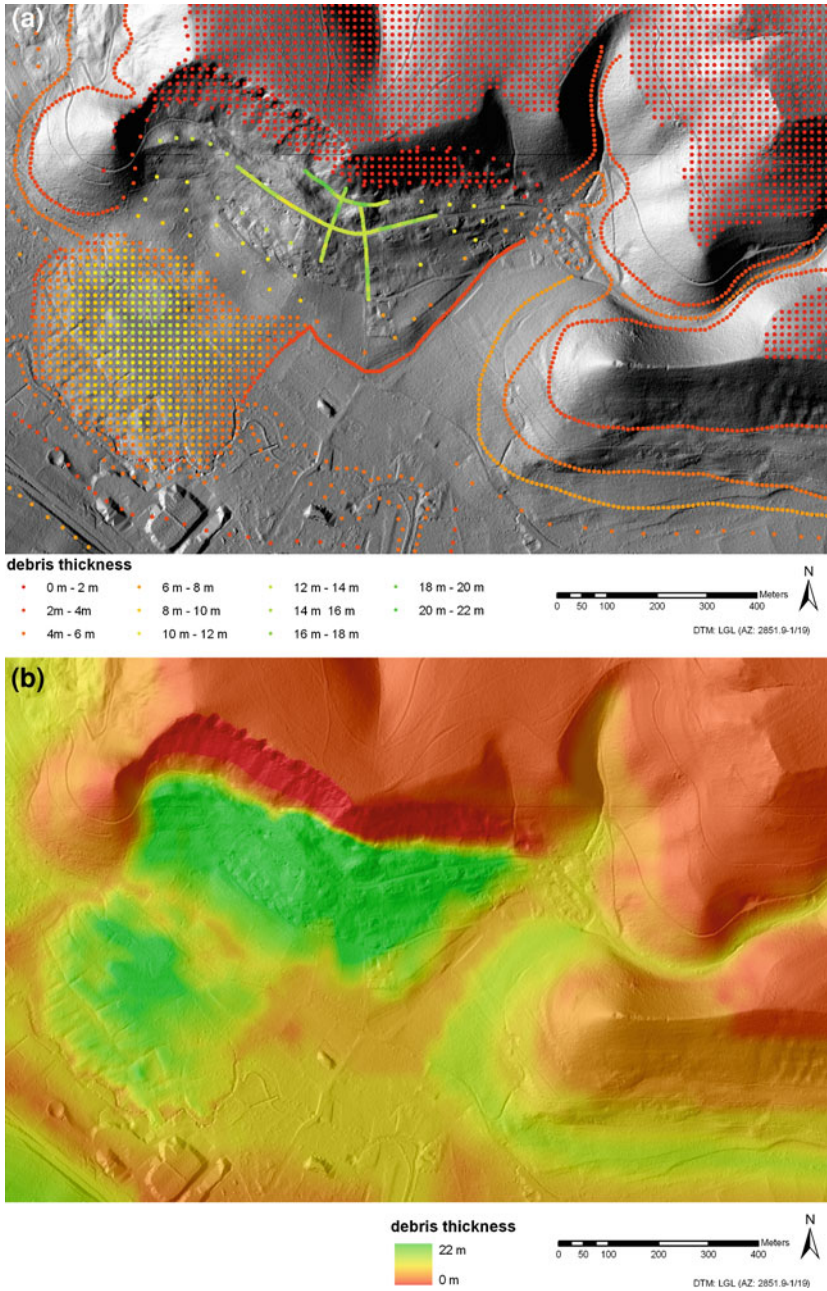 (a)
debris thickness
0 m - 2 m
2m - 4m
4m - 6 m
6 m - 8 m
8 m - 10 m
10 m - 12 m
12 m - 14 m
14 m 16 m
16 m - 18 m
18 m - 20 m
20 m - 22 m
Meters
0 50 100 200 300 400
N
DTM: LGL (AZ: 2851.9-1/19)
(b)
debris thickness
22 m
0 m
Meters
0 50 100 200 300 400
N
DTM: LGL (AZ: 2851.9-1/19)